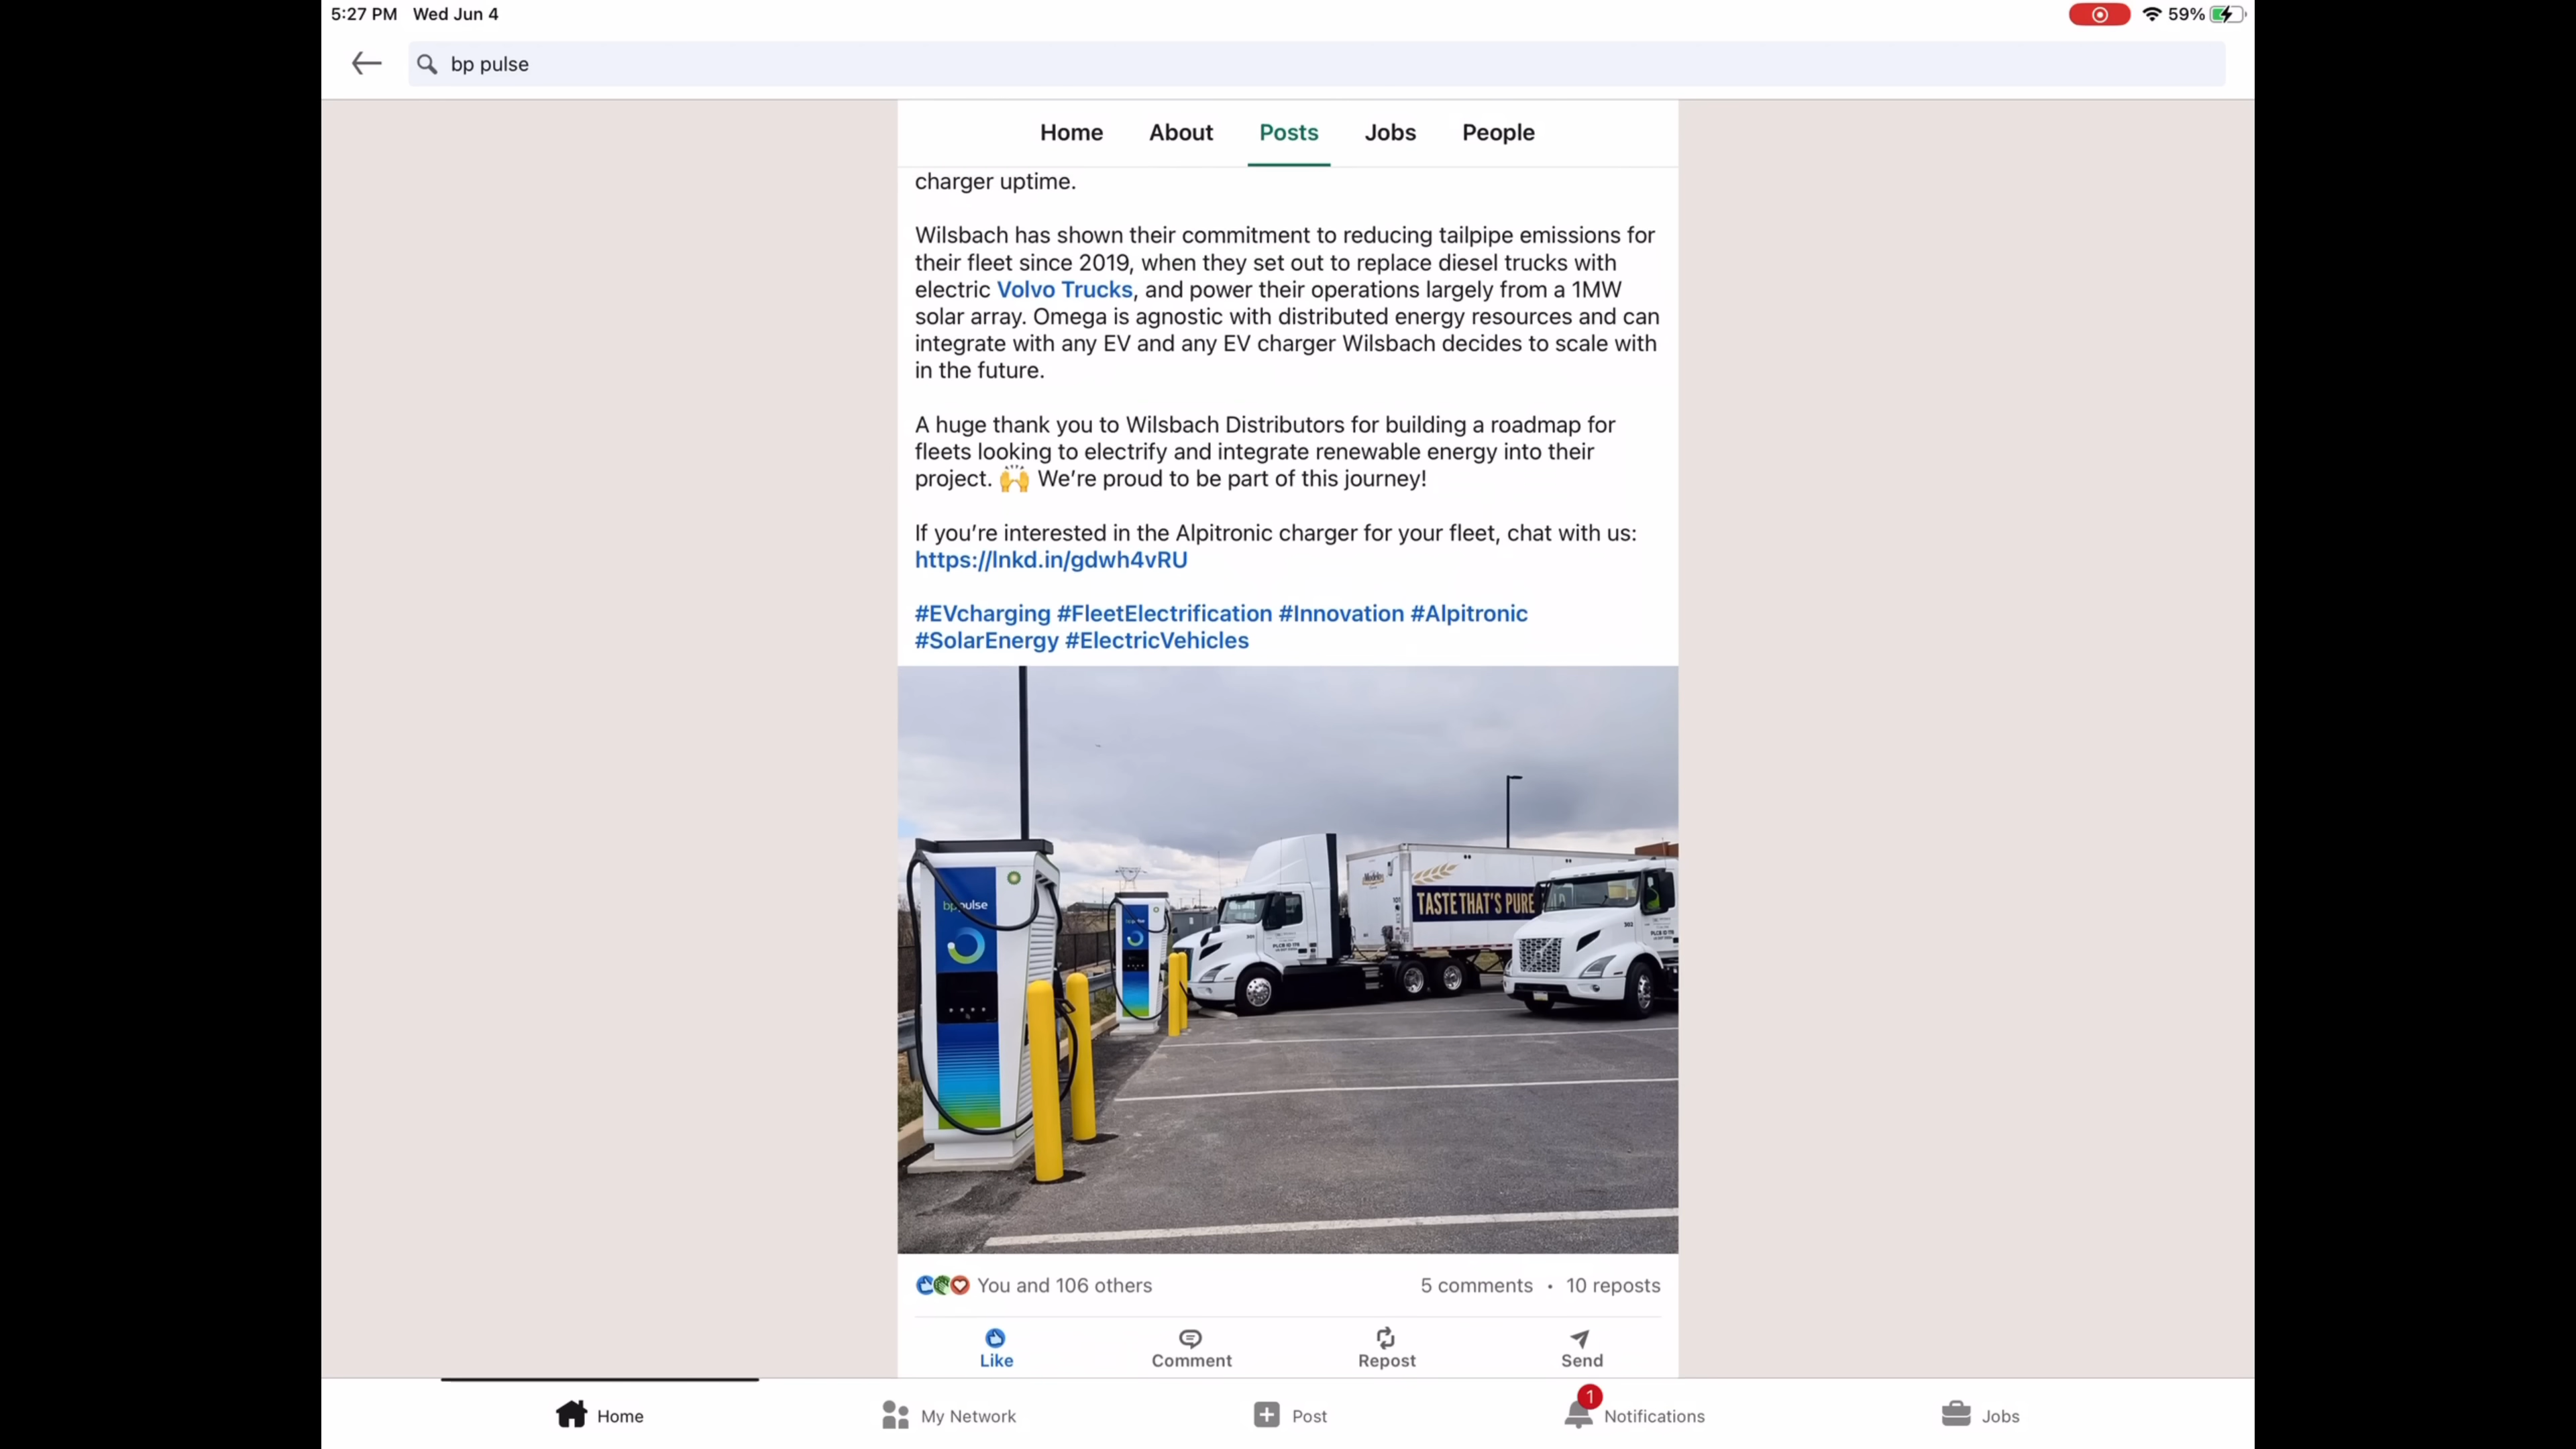 5:27 PM Wed Jun 4
59%
bp pulse
Home About Posts Jobs People
charger uptime.
Wilsbach has shown their commitment to reducing tailpipe emissions for
their fleet since 2019, when they set out to replace diesel trucks with
electric Volvo Trucks, and power their operations largely from a 1MW
solar array. Omega is agnostic with distributed energy resources and can
integrate with any EV and any EV charger Wilsbach decides to scale with
in the future.
A huge thank you to Wilsbach Distributors for building a roadmap for
fleets looking to electrify and integrate renewable energy into their
project. 🙌 We’re proud to be part of this journey!
If you’re interested in the Alpitronic charger for your fleet, chat with us:
https://lnkd.in/gdwh4vRU
#EVcharging #FleetElectrification #Innovation #Alpitronic
#SolarEnergy #ElectricVehicles
bp pulse
TASTE THAT'S PURE
You and 106 others
5 comments • 10 reposts
Like Comment Repost Send
1
Home My Network Post Notifications Jobs